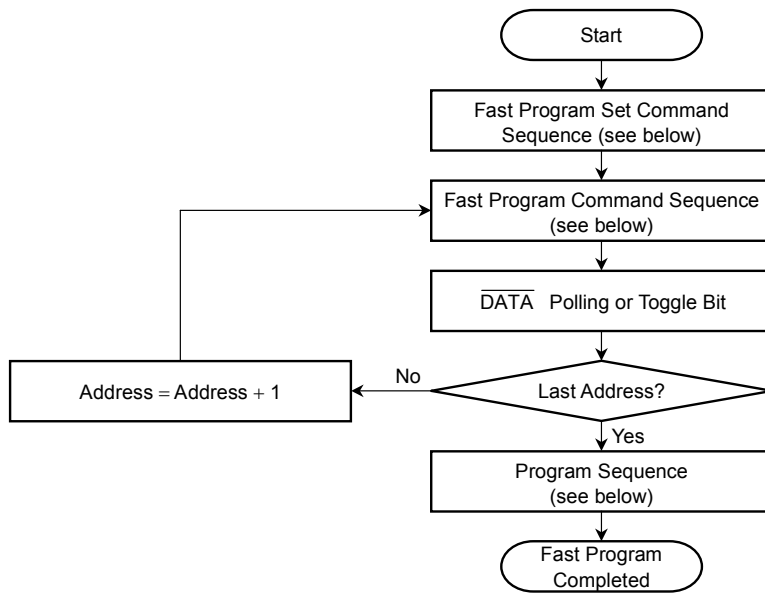 Start
Fast Program Set Command
Sequence (see below)
Fast Program Command Sequence
(see below)
DATA Polling or Toggle Bit
Last Address?
No
Address = Address + 1
Yes
Program Sequence
(see below)
Fast Program
Completed